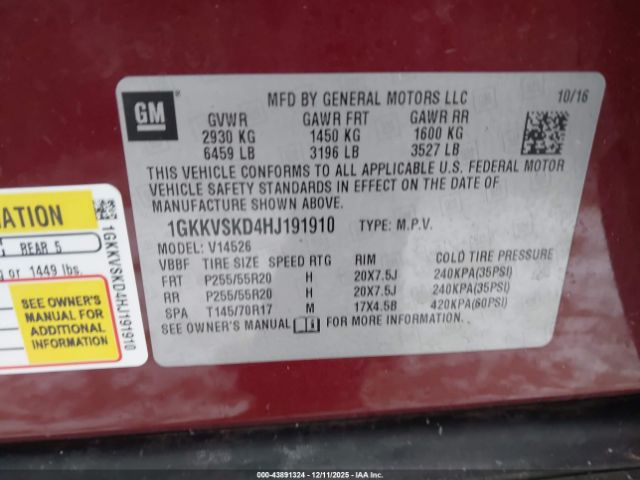 GM
MFD BY GENERAL MOTORS LLC 10/16
GVWR GAWR FRT GAWR RR
2930 KG 1450 KG 1600 KG
6459 LB 3196 LB 3527 LB
THIS VEHICLE CONFORMS TO ALL APPLICABLE U.S. FEDERAL MOTOR
VEHICLE SAFETY STANDARDS IN EFFECT ON THE DATE OF
MANUFACTURE SHOWN ABOVE.
1GKKVSKD4HJ191910 TYPE: M.P.V.
MODEL: V14526
VBBF TIRE SIZE SPEED RTG RIM COLD TIRE PRESSURE
FRT P255/55R20 H 20X7.5J 240KPA(35PSI)
RR P255/55R20 H 20X7.5J 240KPA(35PSI)
SPA T145/70R17 M 17X4.5B 420KPA(60PSI)
SEE OWNER'S MANUAL FOR MORE INFORMATION.
MATION
REAR 5
or 1449 lbs.
SEE OWNER'S
MANUAL FOR
ADDITIONAL
INFORMATION
1GKKVSKD4HJ191910
000-43891324 - 12/11/2025 - IAAI.com